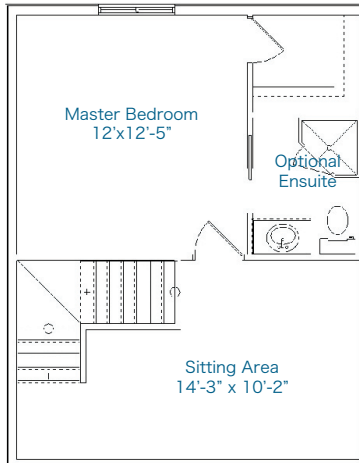 Master Bedroom
12'x12'-5"
Optional
Ensuite
Sitting Area
14'-3" x 10'-2"